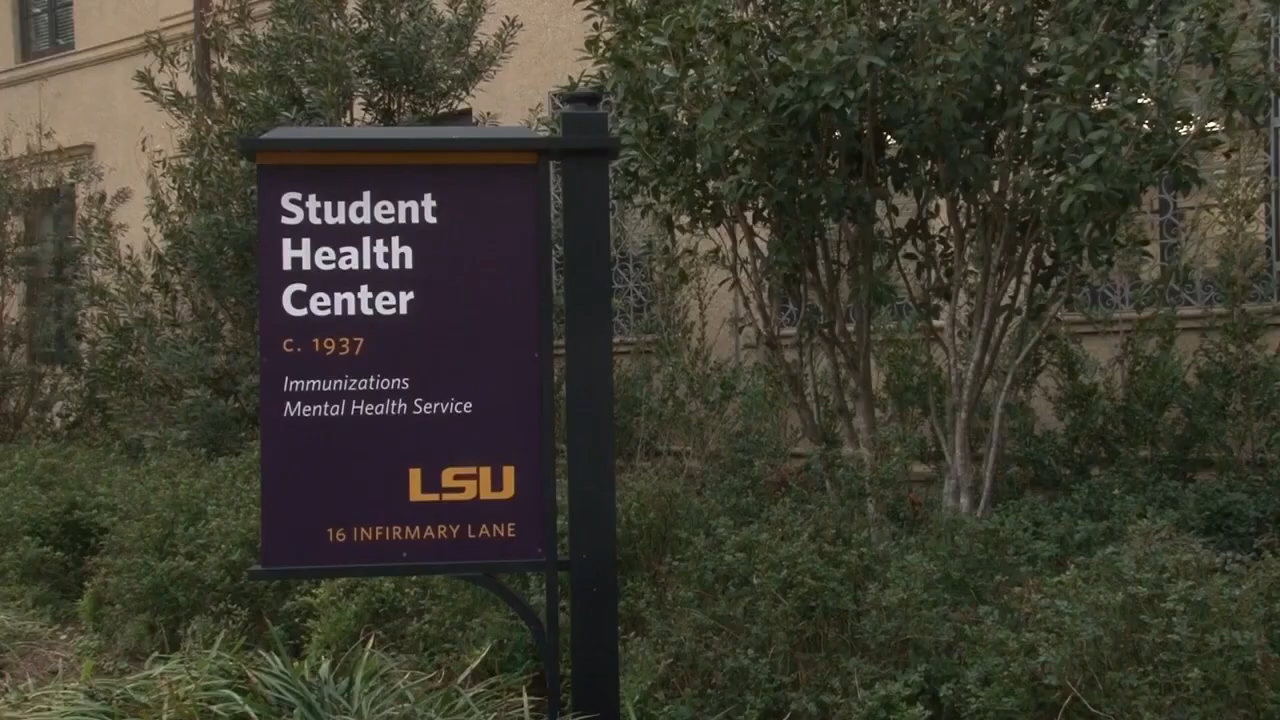 Student
Health
Center
c. 1937
Immunizations
Mental Health Service
LSU
16 INFIRMARY LANE